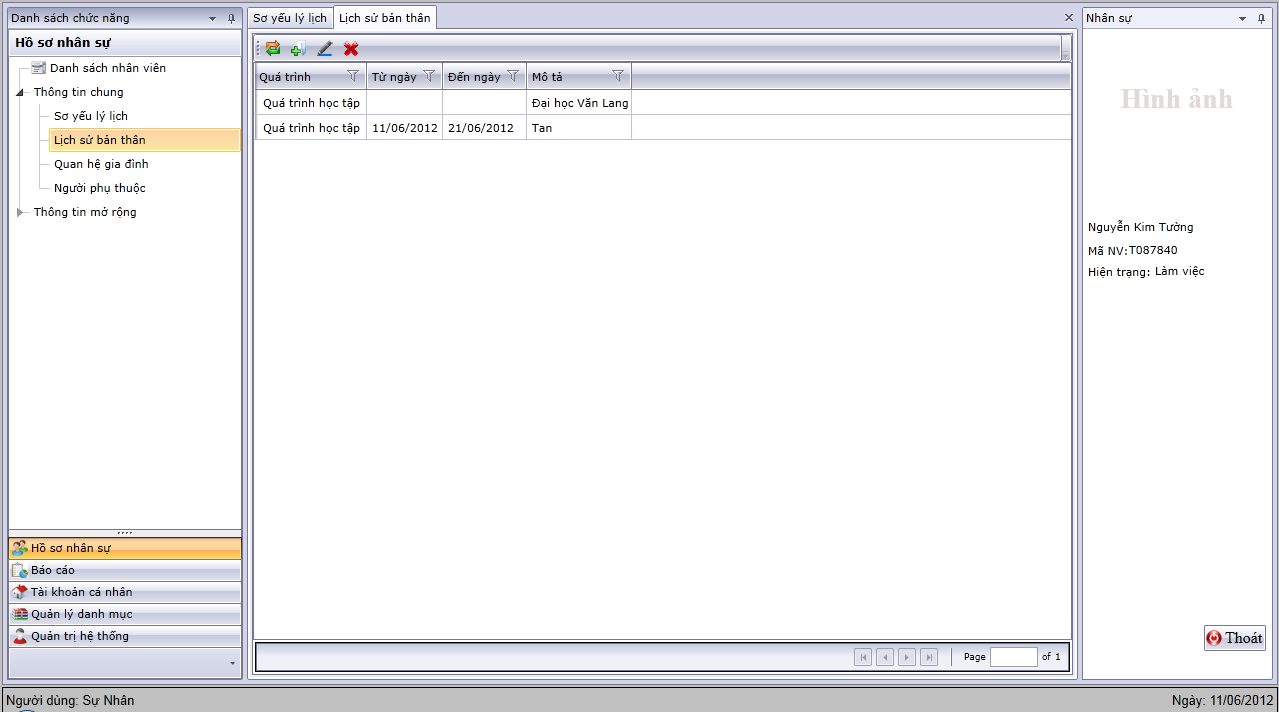 Danh sách chức năng
Hồ sơ nhân sự
Danh sách nhân viên
Thông tin chung
Sơ yếu lý lịch
Lịch sử bản thân
Quan hệ gia đình
Người phụ thuộc
Thông tin mở rộng
Hồ sơ nhân sự
Báo cáo
Tài khoản cá nhân
Quản lý danh mục
Quản trị hệ thống
Sơ yếu lý lịch Lịch sử bản thân
Quá trình Từ ngày Đến ngày Mô tả
Quá trình học tập Đại học Văn Lang
Quá trình học tập 11/06/2012 21/06/2012 Tan
Page of 1
Nhân sự
Hình ảnh
Nguyễn Kim Tường
Mã NV:T087840
Hiện trạng: Làm việc
Thoát
Người dùng: Sự Nhân
Ngày: 11/06/2012